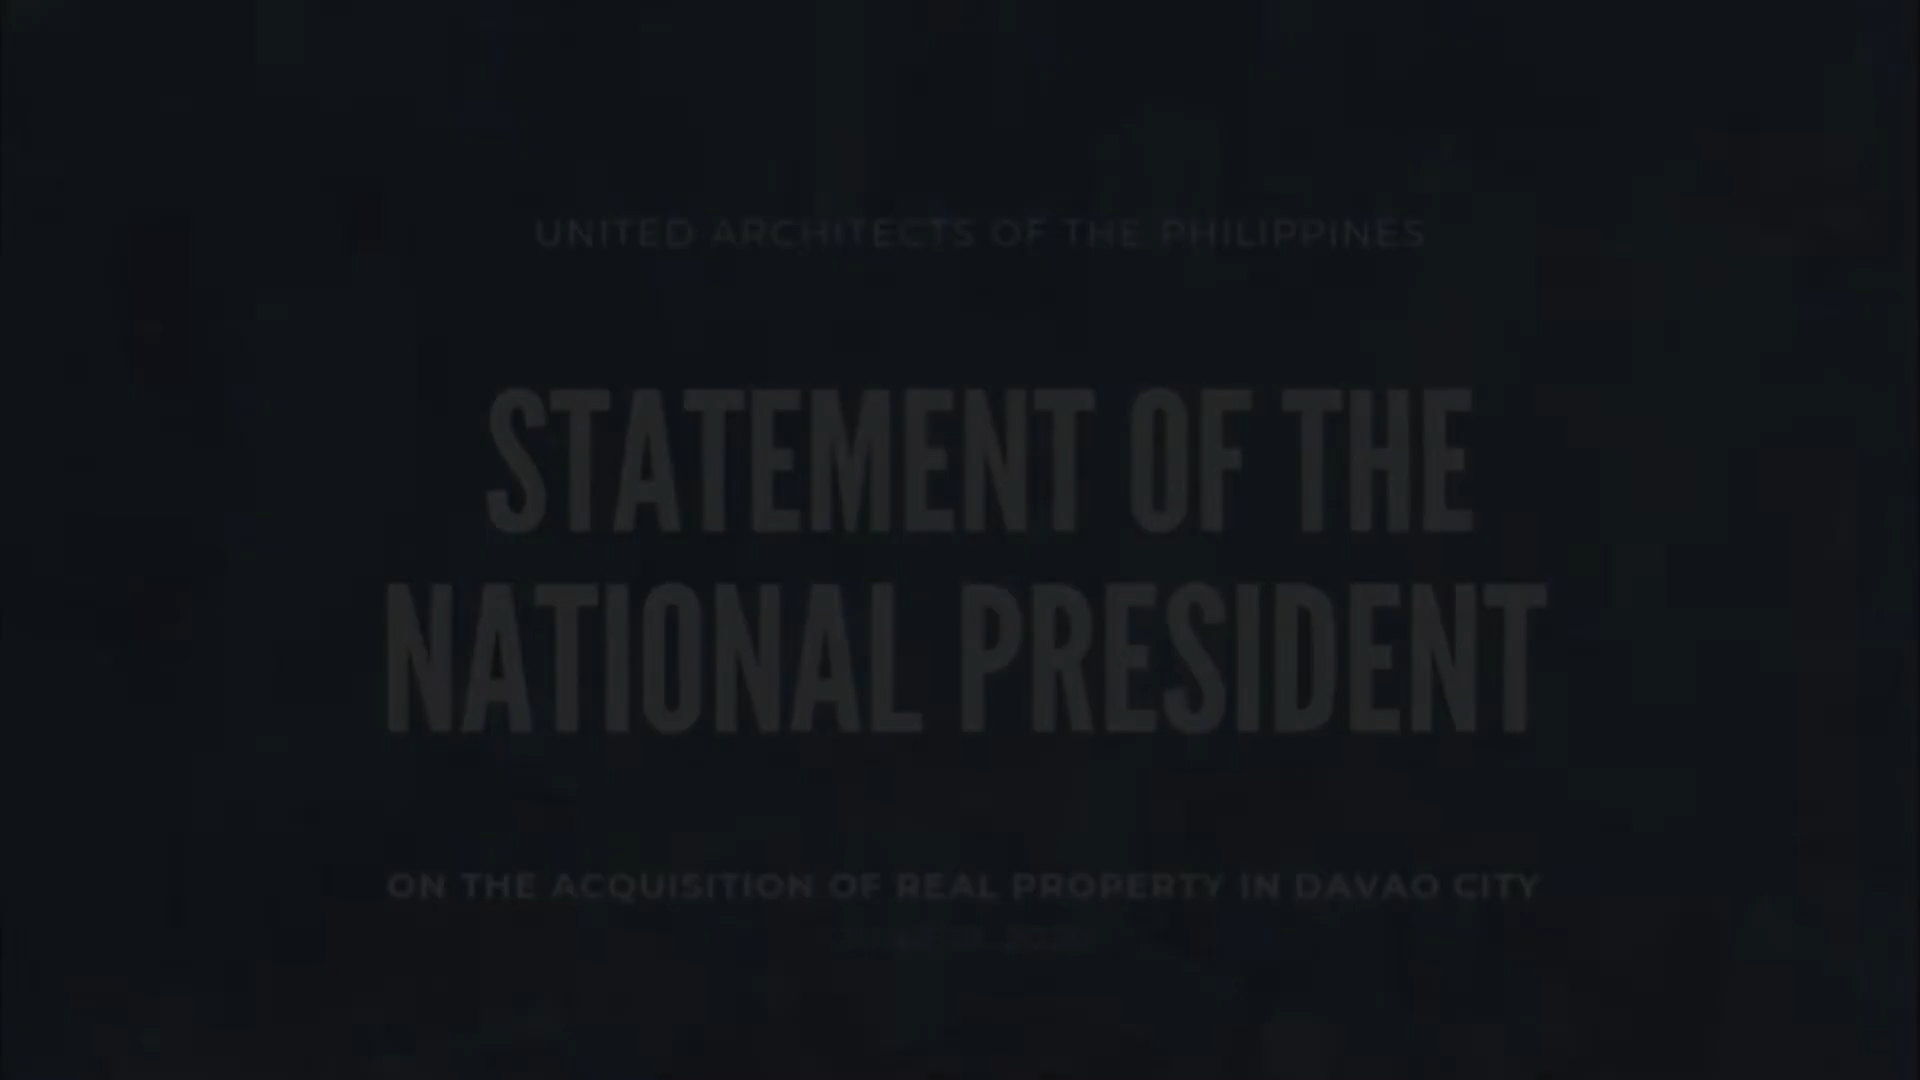 UNITED ARCHITECTS OF THE PHILIPPINES
STATEMENT OF THE
NATIONAL PRESIDENT
ON THE ACQUISITION OF REAL PROPERTY IN DAVAO CITY